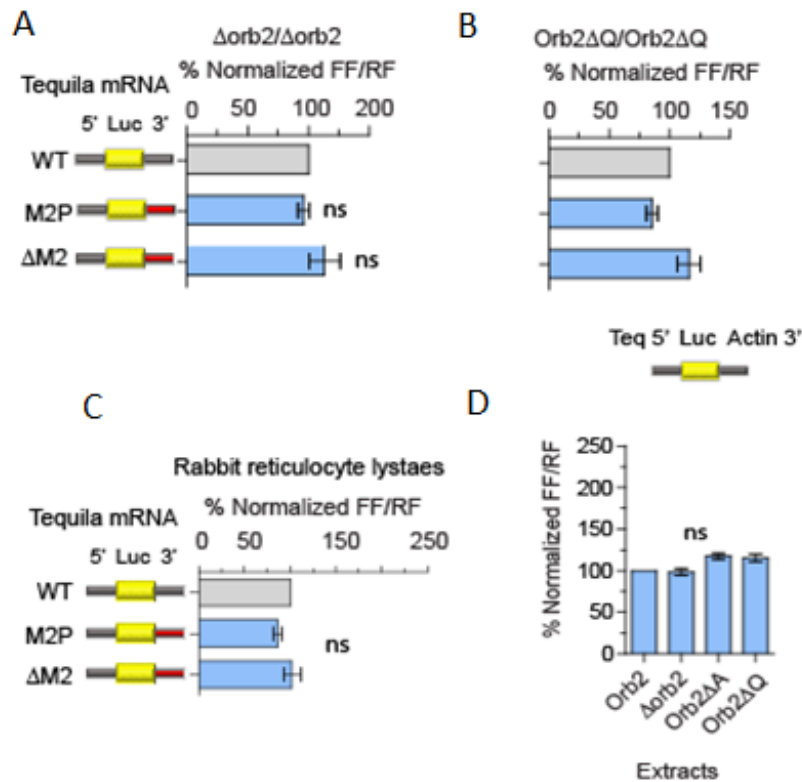 A
Δorb2/Δorb2
% Normalized FF/RF
Tequila mRNA
5' Luc 3'
0 50 100 200
WT
M2P
ns
ΔM2
ns
B
Orb2ΔQ/Orb2ΔQ
% Normalized FF/RF
0 50 100 150
Teq 5' Luc Actin 3'
C
Rabbit reticulocyte lystaes
% Normalized FF/RF
Tequila mRNA
5' Luc 3'
0 50 150 250
WT
M2P
ns
ΔM2
D
% Normalized FF/RF
250
200
150
100
50
0
ns
Orb2 Δorb2 Orb2ΔA Orb2ΔQ
Extracts